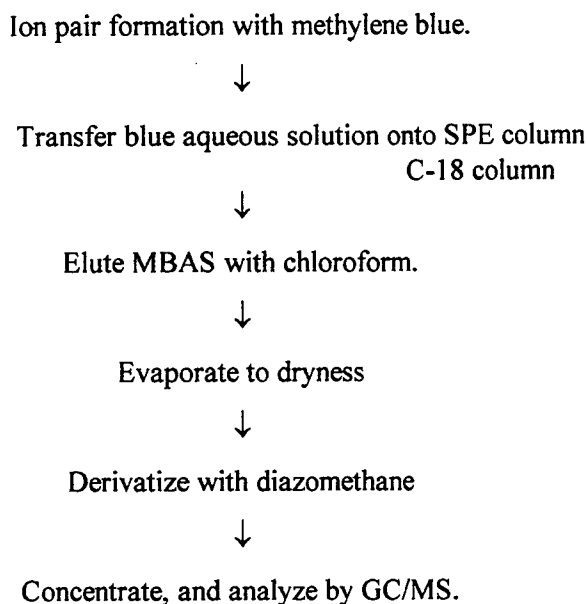 Ion pair formation with methylene blue.
↓
Transfer blue aqueous solution onto SPE column
C-18 column
↓
Elute MBAS with chloroform.
↓
Evaporate to dryness
↓
Derivatize with diazomethane
↓
Concentrate, and analyze by GC/MS.